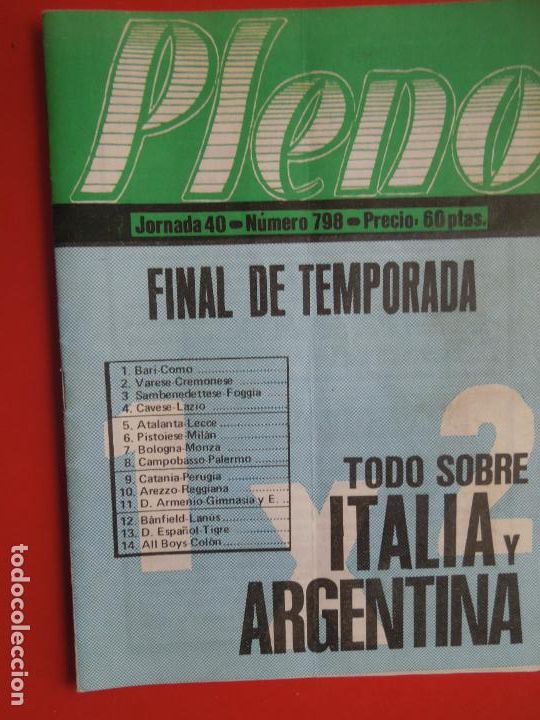 Pleno
Jornada 40 - Número 798 - Precio: 60 ptas.
FINAL DE TEMPORADA
1. Bari-Como
2. Varese-Cremonese
3 Sambenedettese-Foggia
4. Cavese-Lazio
5. Atalanta-Lecce
6. Pistoiese-Milán
7. Bologna-Monza
8. Campobasso-Palermo
9. Catania-Perugia
10. Arezzo-Reggiana
11. D. Armenio-Gimnasia y E.
12. Bánfield-Lanús
13. D. Español-Tigre
14. All Boys Colón
1x2
TODO SOBRE
ITALIA Y
ARGENTINA
todocoleccion.net